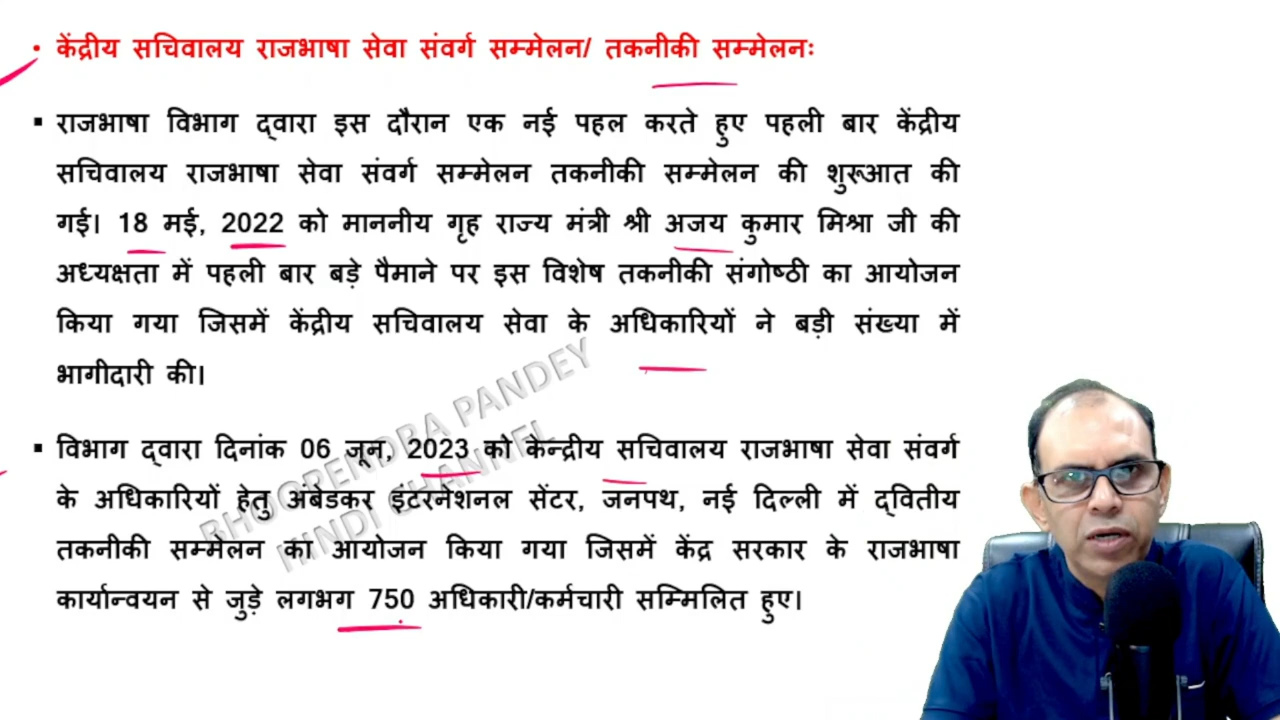 • केंद्रीय सचिवालय राजभाषा सेवा संवर्ग सम्मेलन/ तकनीकी सम्मेलनः
▪ राजभाषा विभाग द्वारा इस दौरान एक नई पहल करते हुए पहली बार केंद्रीय
सचिवालय राजभाषा सेवा संवर्ग सम्मेलन तकनीकी सम्मेलन की शुरूआत की
गई। 18 मई, 2022 को माननीय गृह राज्य मंत्री श्री अजय कुमार मिश्रा जी की
अध्यक्षता में पहली बार बड़े पैमाने पर इस विशेष तकनीकी संगोष्ठी का आयोजन
किया गया जिसमें केंद्रीय सचिवालय सेवा के अधिकारियों ने बड़ी संख्या में
भागीदारी की।
▪ विभाग द्वारा दिनांक 06 जून, 2023 को केन्द्रीय सचिवालय राजभाषा सेवा संवर्ग
के अधिकारियों हेतु अंबेडकर इंटरनेशनल सेंटर, जनपथ, नई दिल्ली में द्वितीय
तकनीकी सम्मेलन का आयोजन किया गया जिसमें केंद्र सरकार के राजभाषा
कार्यान्वयन से जुड़े लगभग 750 अधिकारी/कर्मचारी सम्मिलित हुए।
BHOOPENDRA PANDEY
HINDI CHANNEL